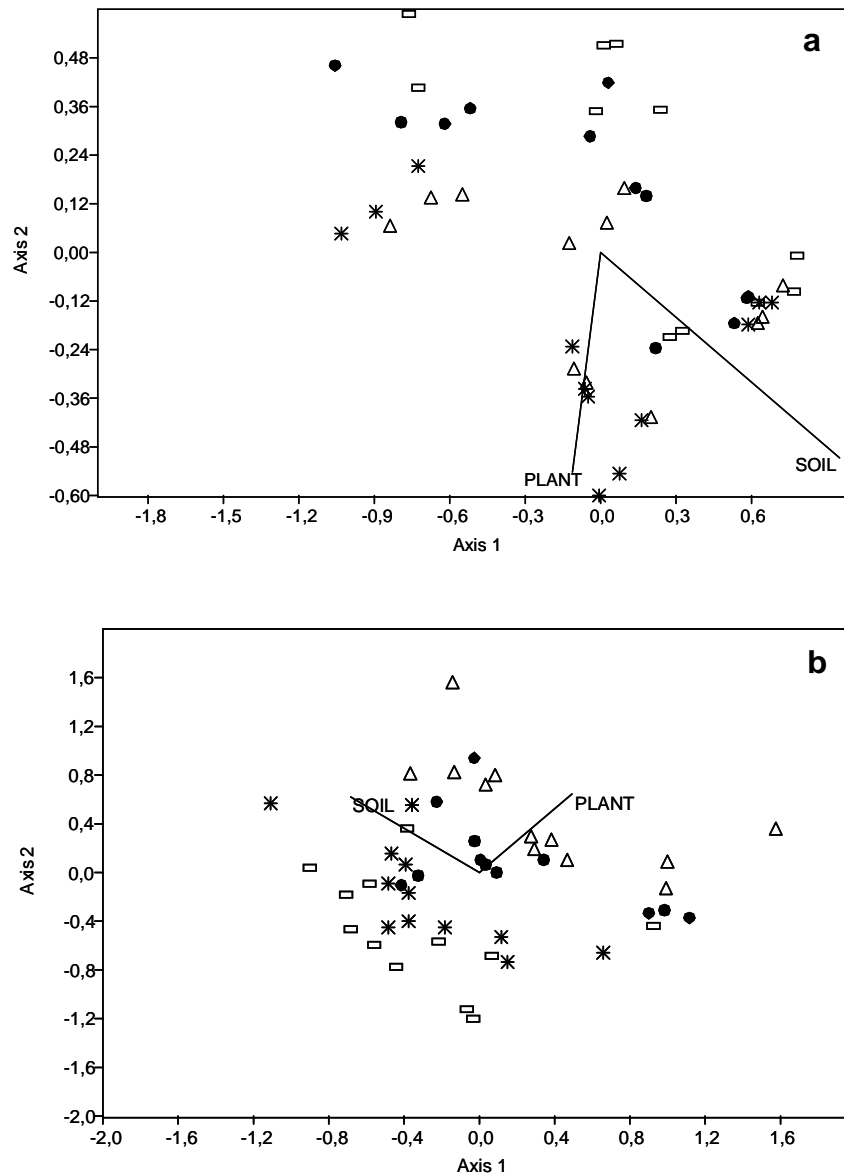 a
0,48
0,36
0,24
0,12
0,00
-0,12
-0,24
-0,36
-0,48
-0,60
Axis 2
SOIL
PLANT
-1,8 -1,5 -1,2 -0,9 -0,6 -0,3 0,0 0,3 0,6
Axis 1
b
1,6
1,2
0,8
0,4
0,0
-0,4
-0,8
-1,2
-1,6
-2,0
Axis 2
SOIL PLANT
-2,0 -1,6 -1,2 -0,8 -0,4 0,0 0,4 0,8 1,2 1,6
Axis 1